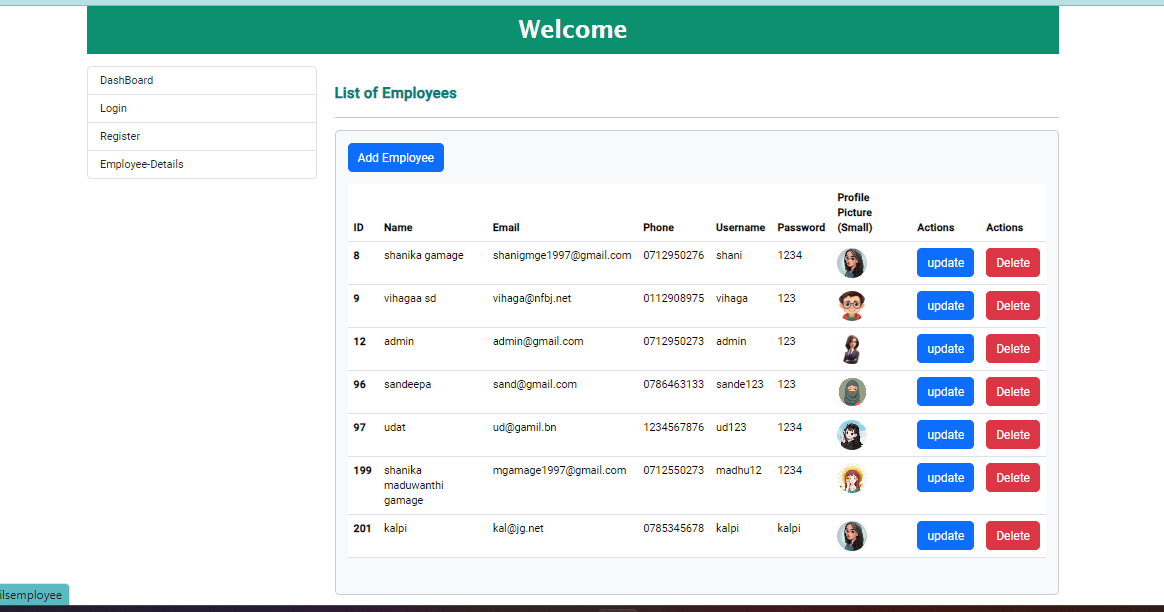 Welcome
DashBoard
Login
Register
Employee-Details
List of Employees
Add Employee
ID Name Email Phone Username Password Profile Picture (Small) Actions Actions
8 shanika gamage shanigmge1997@gmail.com 0712950276 shani 1234 update Delete
9 vihagaa sd vihaga@nfbj.net 0112908975 vihaga 123 update Delete
12 admin admin@gmail.com 0712950273 admin 123 update Delete
96 sandeepa sand@gmail.com 0786463133 sande123 123 update Delete
97 udat ud@gamil.bn 1234567876 ud123 1234 update Delete
199 shanika maduwanthi gamage mgamage1997@gmail.com 0712550273 madhu12 1234 update Delete
201 kalpi kal@jg.net 0785345678 kalpi kalpi update Delete
ilsemployee